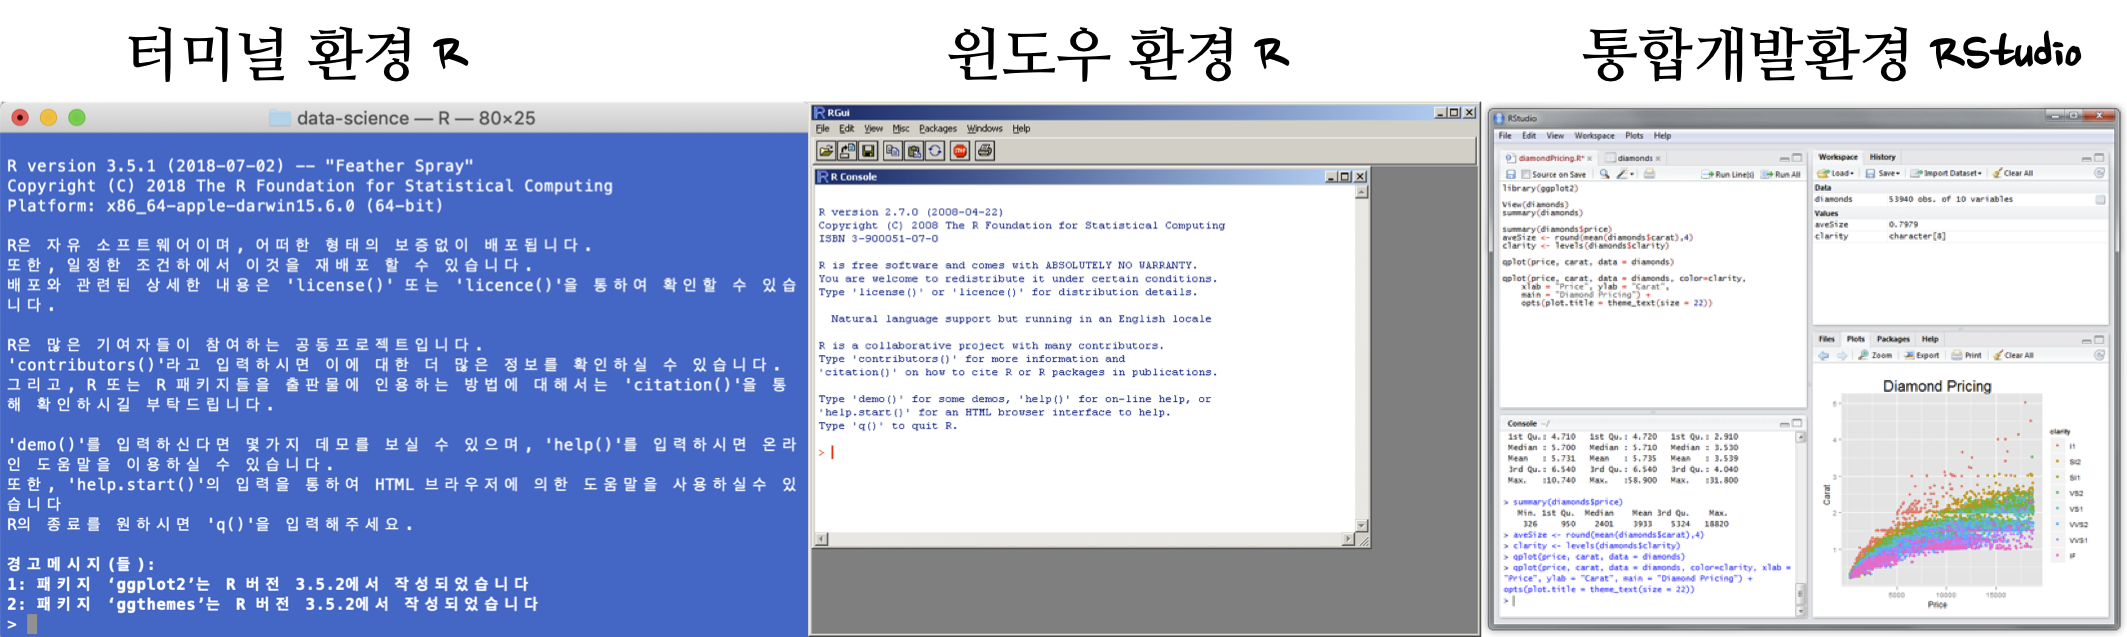 터미널 환경 R
윈도우 환경 R
통합개발환경 RStudio
data-science — R — 80×25
R version 3.5.1 (2018-07-02) -- "Feather Spray"
Copyright (C) 2018 The R Foundation for Statistical Computing
Platform: x86_64-apple-darwin15.6.0 (64-bit)
R은 자유 소프트웨어이며, 어떠한 형태의 보증없이 배포됩니다.
또한, 일정한 조건하에서 이것을 재배포 할 수 있습니다.
배포와 관련된 상세한 내용은 'license()' 또는 'licence()'을 통하여 확인할 수 있습
니다.
R은 많은 기여자들이 참여하는 공동프로젝트입니다.
'contributors()'라고 입력하시면 이에 대한 더 많은 정보를 확인하실 수 있습니다.
그리고, R 또는 R 패키지들을 출판물에 인용하는 방법에 대해서는 'citation()'을 통
해 확인하시길 부탁드립니다.
'demo()'를 입력하신다면 몇가지 데모를 보실 수 있으며, 'help()'를 입력하시면 온라
인 도움말을 이용하실 수 있습니다.
또한, 'help.start()'의 입력을 통하여 HTML 브라우저에 의한 도움말을 사용하실수 있
습니다
R의 종료를 원하시면 'q()'을 입력해주세요.
경고메시지(들):
1: 패키지 ‘ggplot2’는 R 버전 3.5.2에서 작성되었습니다
2: 패키지 ‘ggthemes’는 R 버전 3.5.2에서 작성되었습니다
>
RGui
File Edit View Misc Packages Windows Help
STOP
R Console
R version 2.7.0 (2008-04-22)
Copyright (C) 2008 The R Foundation for Statistical Computing
ISBN 3-900051-07-0
R is free software and comes with ABSOLUTELY NO WARRANTY.
You are welcome to redistribute it under certain conditions.
Type 'license()' or 'licence()' for distribution details.
Natural language support but running in an English locale
R is a collaborative project with many contributors.
Type 'contributors()' for more information and
'citation()' on how to cite R or R packages in publications.
Type 'demo()' for some demos, 'help()' for on-line help, or
'help.start()' for an HTML browser interface to help.
Type 'q()' to quit R.
>
RStudio
File Edit View Workspace Plots Help
diamondPricing.R* diamonds
Source on Save Run Line(s) Run All
library(ggplot2)
View(diamonds)
summary(diamonds)
summary(diamonds$price)
aveSize <- round(mean(diamonds$carat),4)
clarity <- levels(diamonds$clarity)
qplot(price, carat, data = diamonds)
qplot(price, carat, data = diamonds, color=clarity,
xlab = "Price", ylab = "Carat",
main = "Diamond Pricing") +
opts(plot.title = theme_text(size = 22))
Console ~/
1st Qu.: 4.710 1st Qu.: 4.720 1st Qu.: 2.910
Median : 5.700 Median : 5.710 Median : 3.530
Mean : 5.731 Mean : 5.735 Mean : 3.539
3rd Qu.: 6.540 3rd Qu.: 6.540 3rd Qu.: 4.040
Max. :10.740 Max. :58.900 Max. :31.800
> summary(diamonds$price)
Min. 1st Qu. Median Mean 3rd Qu. Max.
326 950 2401 3933 5324 18820
> aveSize <- round(mean(diamonds$carat),4)
> clarity <- levels(diamonds$clarity)
> qplot(price, carat, data = diamonds)
> qplot(price, carat, data = diamonds, color=clarity, xlab =
"Price", ylab = "Carat", main = "Diamond Pricing") +
opts(plot.title = theme_text(size = 22))
>
Workspace History
Load Save Import Dataset Clear All
Data
diamonds 53940 obs. of 10 variables
Values
aveSize 0.7979
clarity character[8]
Files Plots Packages Help
Zoom Export Print Clear All
Diamond Pricing
Carat
5
4
3
2
1
5000 10000 15000
Price
clarity
I1
SI2
SI1
VS2
VS1
VVS2
VVS1
IF